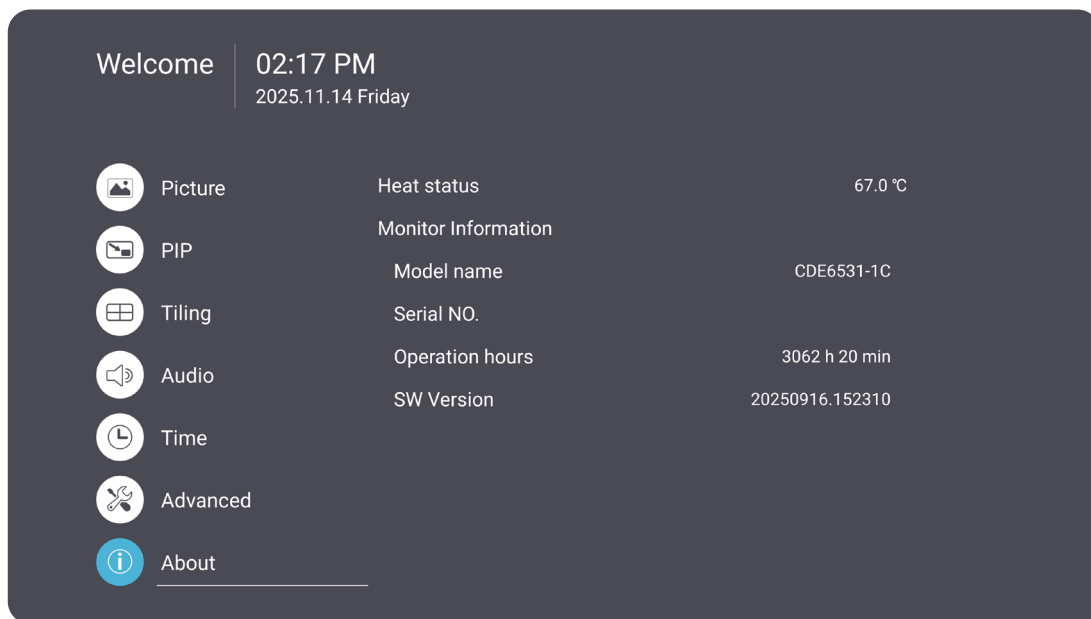 Welcome
02:17 PM
2025.11.14 Friday
Picture
PIP
Tiling
Audio
Time
Advanced
About
Heat status 67.0 ℃
Monitor Information
Model name CDE6531-1C
Serial NO.
Operation hours 3062 h 20 min
SW Version 20250916.152310